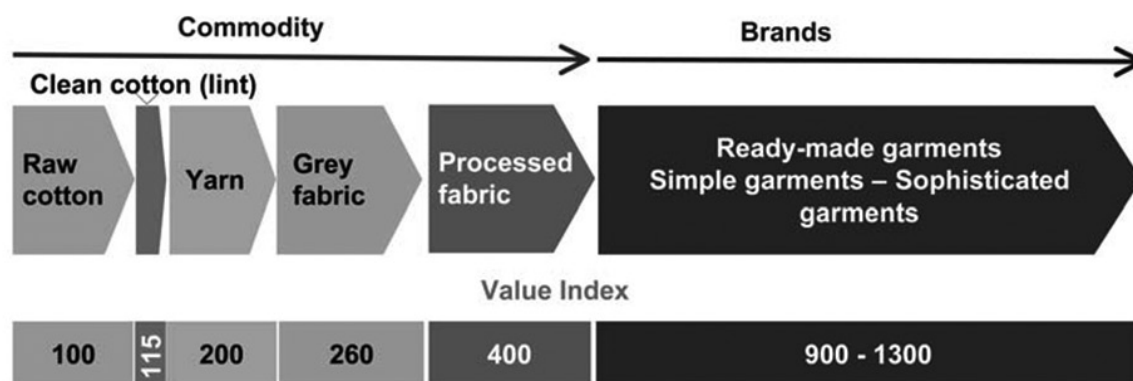 Commodity
Brands
Clean cotton (lint)
Raw
cotton
Yarn
Grey
fabric
Processed
fabric
Ready-made garments
Simple garments – Sophisticated
garments
Value Index
100
115
200
260
400
900 - 1300